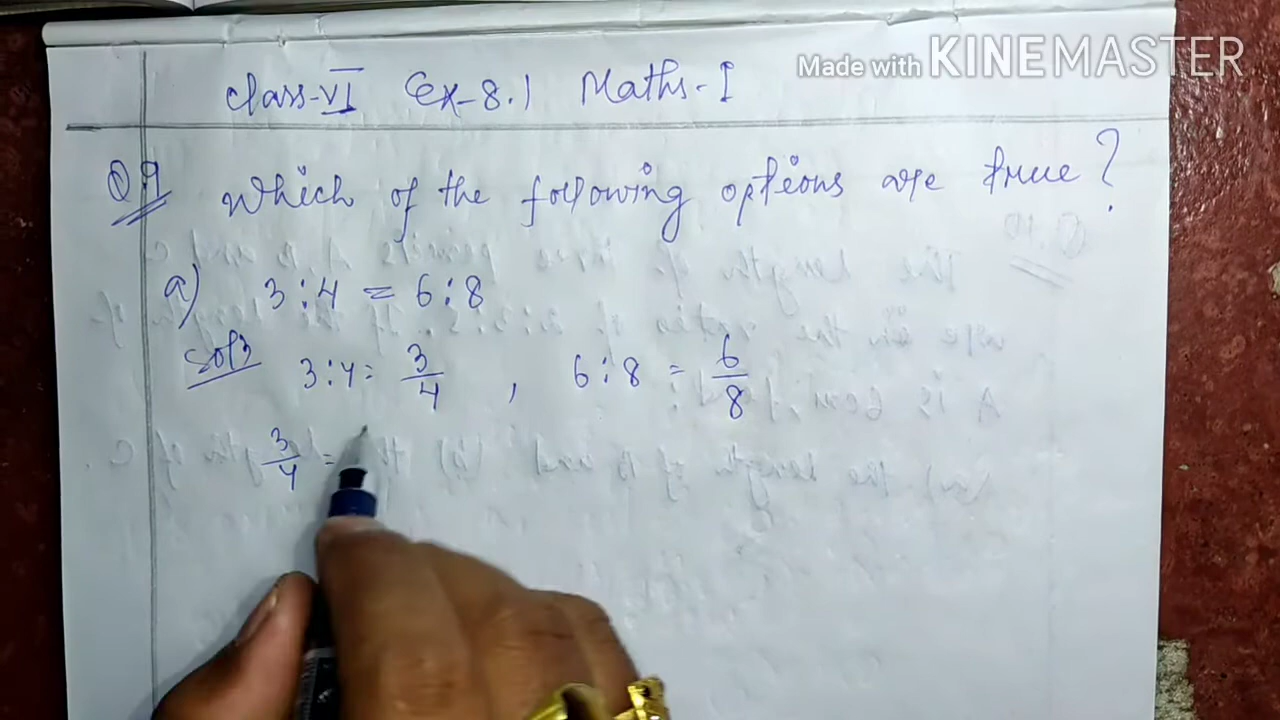 Made with KINEMASTER
Class-VI Ex-8.1 Maths-I
Q.9 Which of the following options are true?
a) 3:4 = 6:8
Sol? 3:4 = 3/4 , 6:8 = 6/8
3/4 =